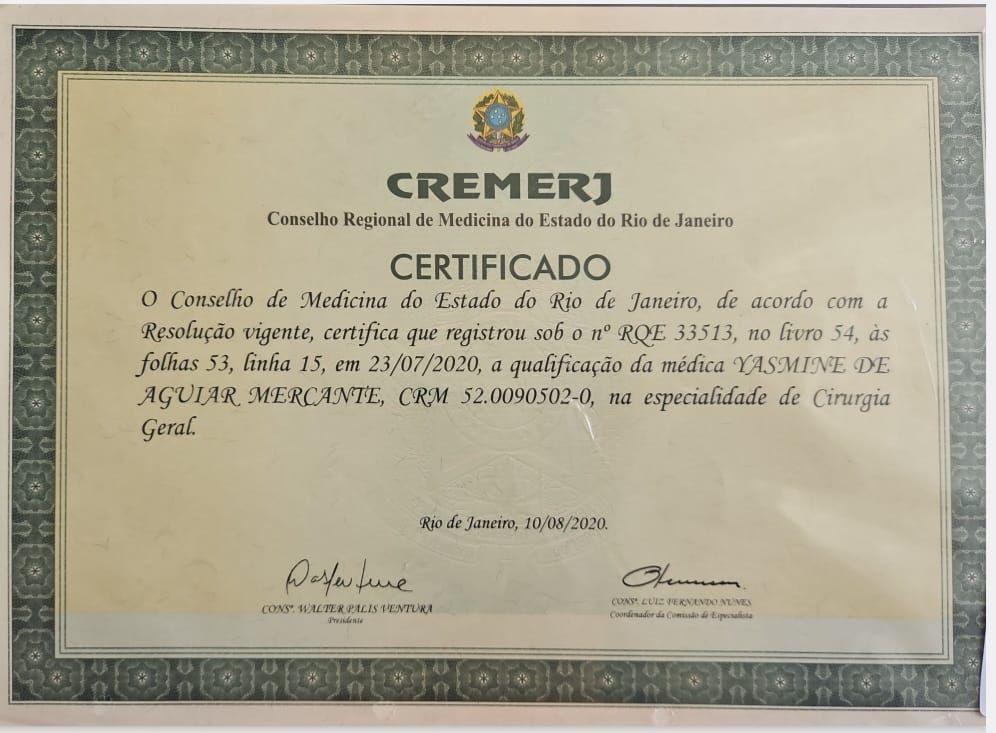 CREMERJ
Conselho Regional de Medicina do Estado do Rio de Janeiro
CERTIFICADO
O Conselho de Medicina do Estado do Rio de Janeiro, de acordo com a
Resolução vigente, certifica que registrou sob o nº RQE 33513, no livro 54, às
folhas 53, linha 15, em 23/07/2020, a qualificação da médica YASMINE DE
AGUIAR MERCANTE, CRM 52.0090502-0, na especialidade de Cirurgia
Geral.
Rio de Janeiro, 10/08/2020.
CONSº. WALTER PALIS VENTURA
Presidente
CONSº. LUIZ FERNANDO NUNES
Coordenador da Comissão de Especialista